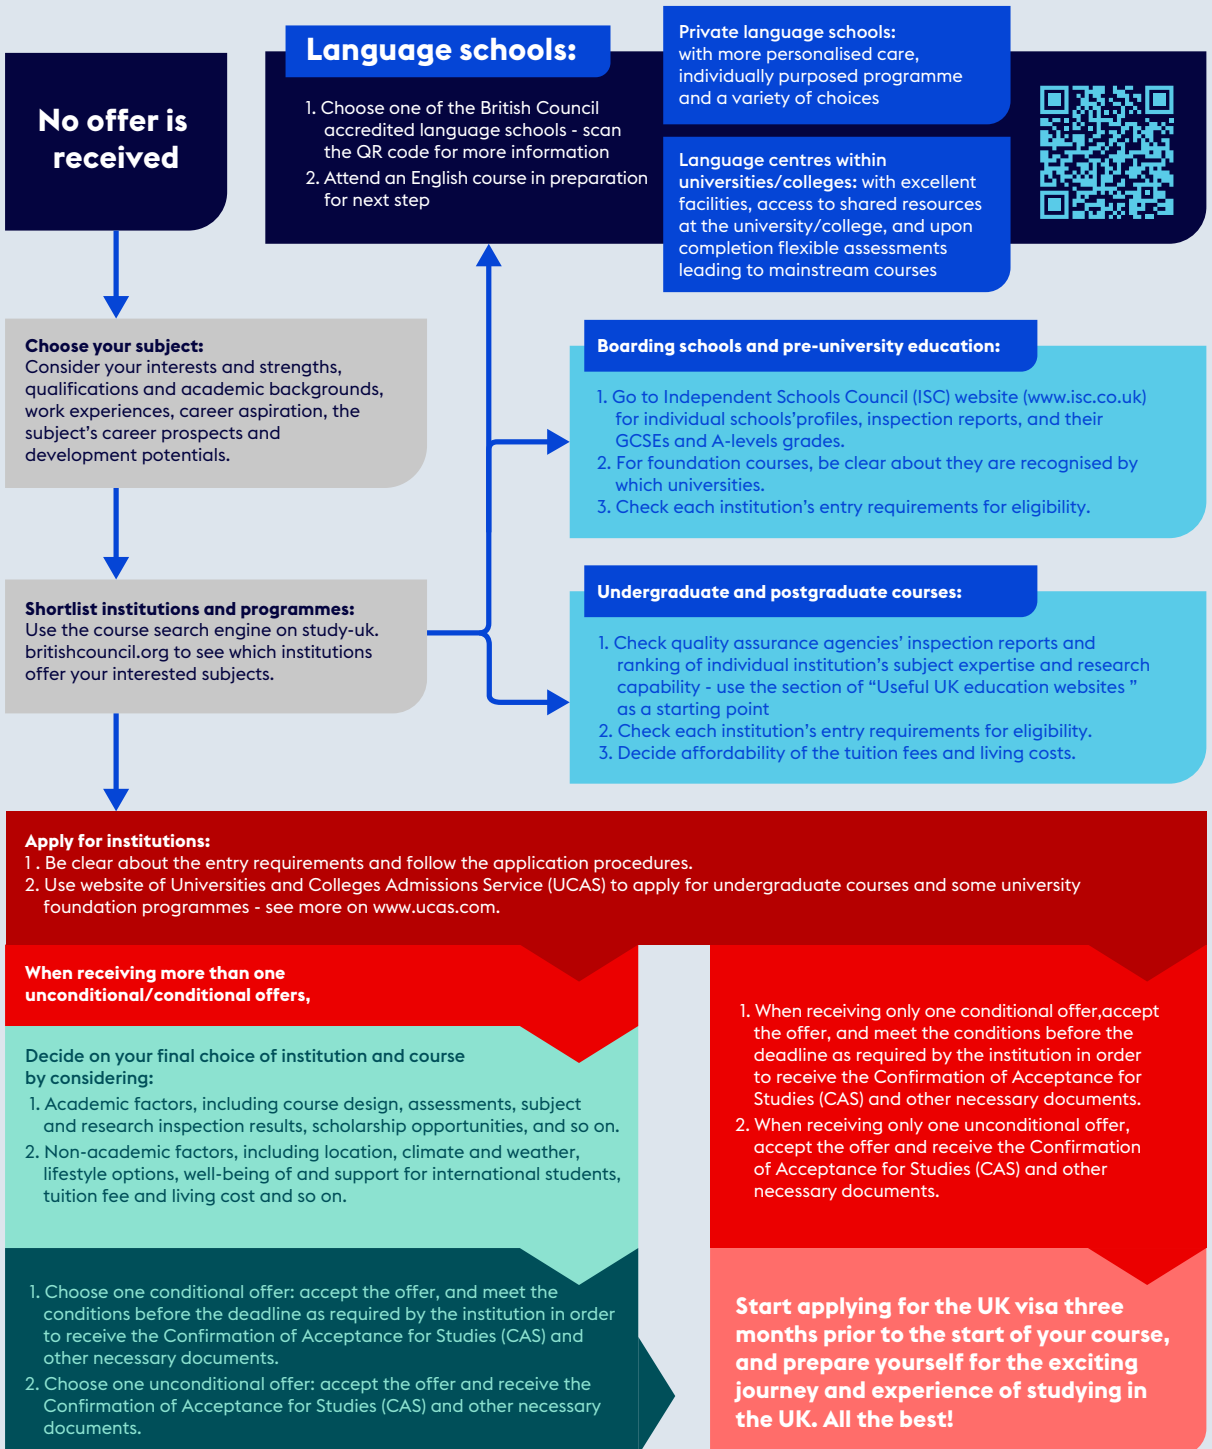 No offer is
received
Language schools:
1. Choose one of the British Council
accredited language schools - scan
the QR code for more information
2. Attend an English course in preparation
for next step
Private language schools:
with more personalised care,
individually purposed programme
and a variety of choices
Language centres within
universities/colleges: with excellent
facilities, access to shared resources
at the university/college, and upon
completion flexible assessments
leading to mainstream courses
Choose your subject:
Consider your interests and strengths,
qualifications and academic backgrounds,
work experiences, career aspiration, the
subject's career prospects and
development potentials.
Boarding schools and pre-university education:
1. Go to Independent Schools Council (ISC) website (www.isc.co.uk)
for individual schools'profiles, inspection reports, and their
GCSEs and A-levels grades.
2. For foundation courses, be clear about they are recognised by
which universities.
3. Check each institution's entry requirements for eligibility.
Shortlist institutions and programmes:
Use the course search engine on study-uk.
britishcouncil.org to see which institutions
offer your interested subjects.
Undergraduate and postgraduate courses:
1. Check quality assurance agencies' inspection reports and
ranking of individual institution's subject expertise and research
capability - use the section of “Useful UK education websites ”
as a starting point
2. Check each institution's entry requirements for eligibility.
3. Decide affordability of the tuition fees and living costs.
Apply for institutions:
1 . Be clear about the entry requirements and follow the application procedures.
2. Use website of Universities and Colleges Admissions Service (UCAS) to apply for undergraduate courses and some university
foundation programmes - see more on www.ucas.com.
When receiving more than one
unconditional/conditional offers,
Decide on your final choice of institution and course
by considering:
1. Academic factors, including course design, assessments, subject
and research inspection results, scholarship opportunities, and so on.
2. Non-academic factors, including location, climate and weather,
lifestyle options, well-being of and support for international students,
tuition fee and living cost and so on.
1. Choose one conditional offer: accept the offer, and meet the
conditions before the deadline as required by the institution in order
to receive the Confirmation of Acceptance for Studies (CAS) and
other necessary documents.
2. Choose one unconditional offer: accept the offer and receive the
Confirmation of Acceptance for Studies (CAS) and other necessary
documents.
1. When receiving only one conditional offer,accept
the offer, and meet the conditions before the
deadline as required by the institution in order
to receive the Confirmation of Acceptance for
Studies (CAS) and other necessary documents.
2. When receiving only one unconditional offer,
accept the offer and receive the Confirmation
of Acceptance for Studies (CAS) and other
necessary documents.
Start applying for the UK visa three
months prior to the start of your course,
and prepare yourself for the exciting
journey and experience of studying in
the UK. All the best!